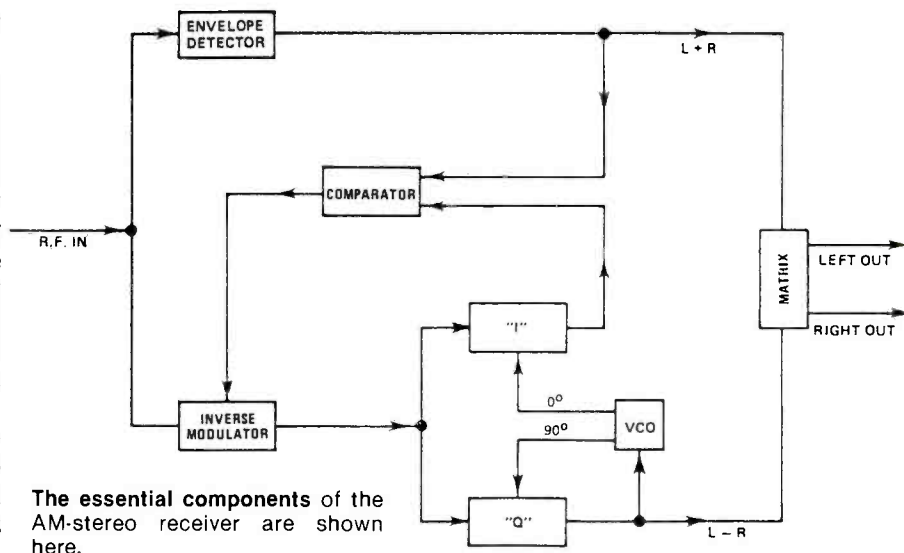 ENVELOPE
DETECTOR
L + R
COMPARATOR
R.F. IN
MATRIX
LEFT OUT
RIGHT OUT
"I"
0°
VCO
90°
INVERSE
MODULATOR
"Q"
L – R
The essential components of the
AM-stereo receiver are shown
here.